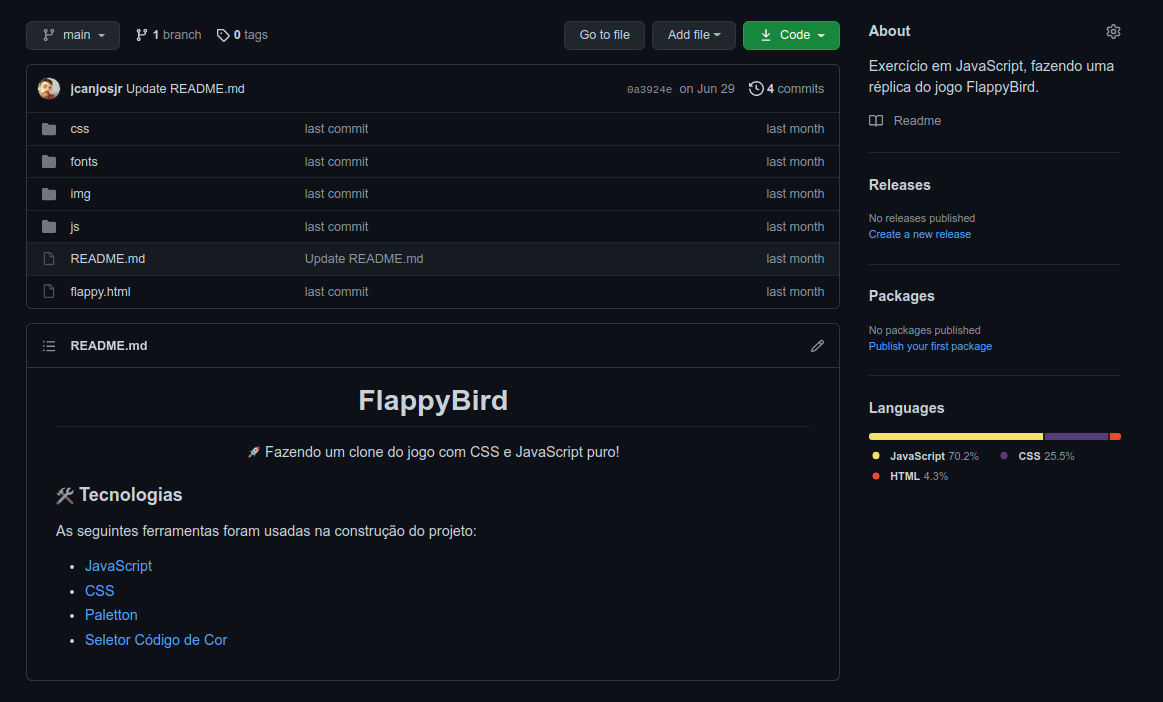 main
1 branch
0 tags
Go to file
Add file
Code
jcanjosjr Update README.md
0a3924e on Jun 29
4 commits
css last commit last month
fonts last commit last month
img last commit last month
js last commit last month
README.md Update README.md last month
flappy.html last commit last month
README.md
FlappyBird
🚀 Fazendo um clone do jogo com CSS e JavaScript puro!
🛠 Tecnologias
As seguintes ferramentas foram usadas na construção do projeto:
JavaScript
CSS
Paletton
Seletor Código de Cor
About
Exercício em JavaScript, fazendo uma
réplica do jogo FlappyBird.
Readme
Releases
No releases published
Create a new release
Packages
No packages published
Publish your first package
Languages
JavaScript 70.2%
CSS 25.5%
HTML 4.3%